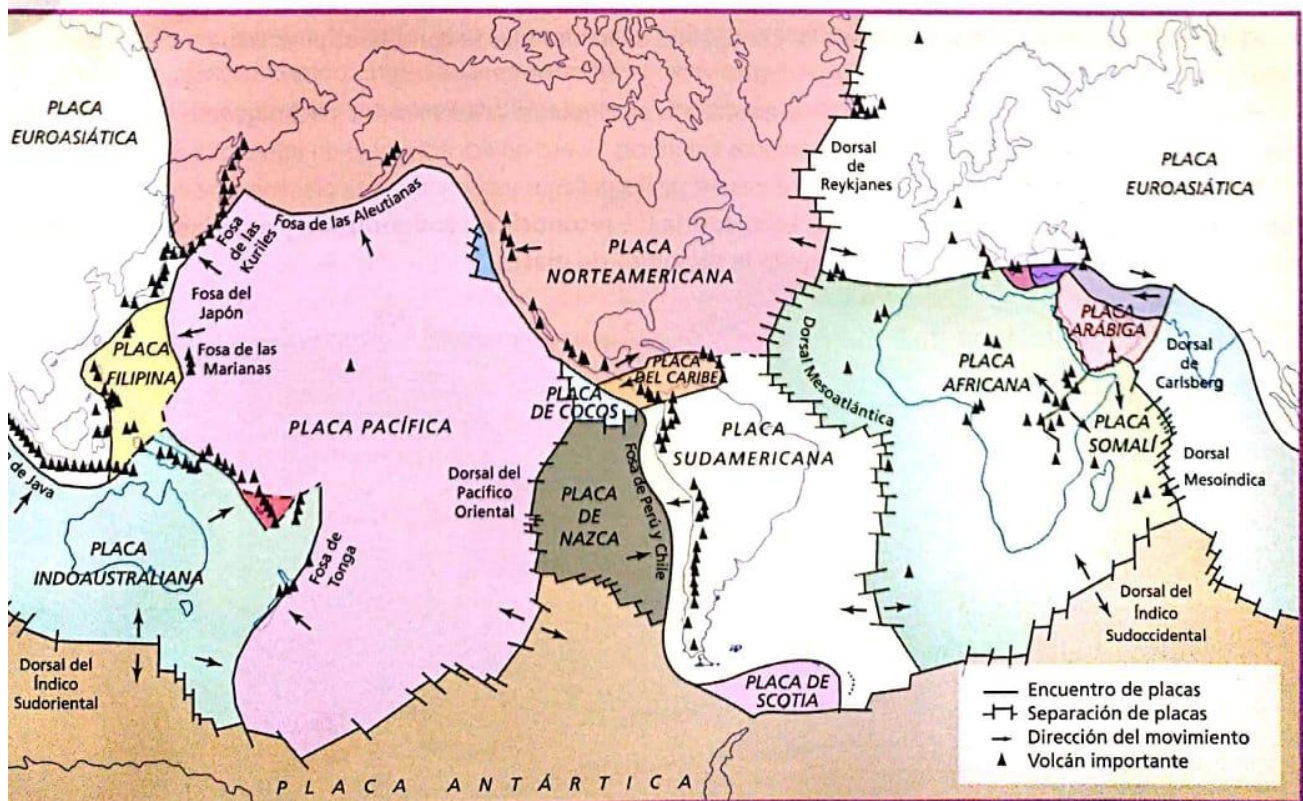 PLACA
EUROASIÁTICA
Fosa
de las
Kuriles
Fosa de las Aleutianas
Fosa del
Japón
PLACA
FILIPINA
Fosa de las
Marianas
PLACA PACÍFICA
de Java
PLACA
INDOAUSTRALIANA
Fosa de
Tonga
Dorsal del
Índico
Sudoriental
PLACA
NORTEAMERICANA
PLACA
DEL CARIBE
PLACA
DE COCOS
Dorsal del
Pacífico
Oriental
PLACA
DE
NAZCA
Fosa de Perú y Chile
PLACA
SUDAMERICANA
PLACA DE
SCOTIA
Dorsal
de
Reykjanes
Dorsal Mesoatlántica
PLACA
EUROASIÁTICA
PLACA
AFRICANA
PLACA
ARÁBIGA
PLACA
SOMALÍ
Dorsal
de
Carlsberg
Dorsal
Mesoíndica
Dorsal del
Índico
Sudoccidental
PLACA ANTÁRTICA
Encuentro de placas
Separación de placas
Dirección del movimiento
Volcán importante